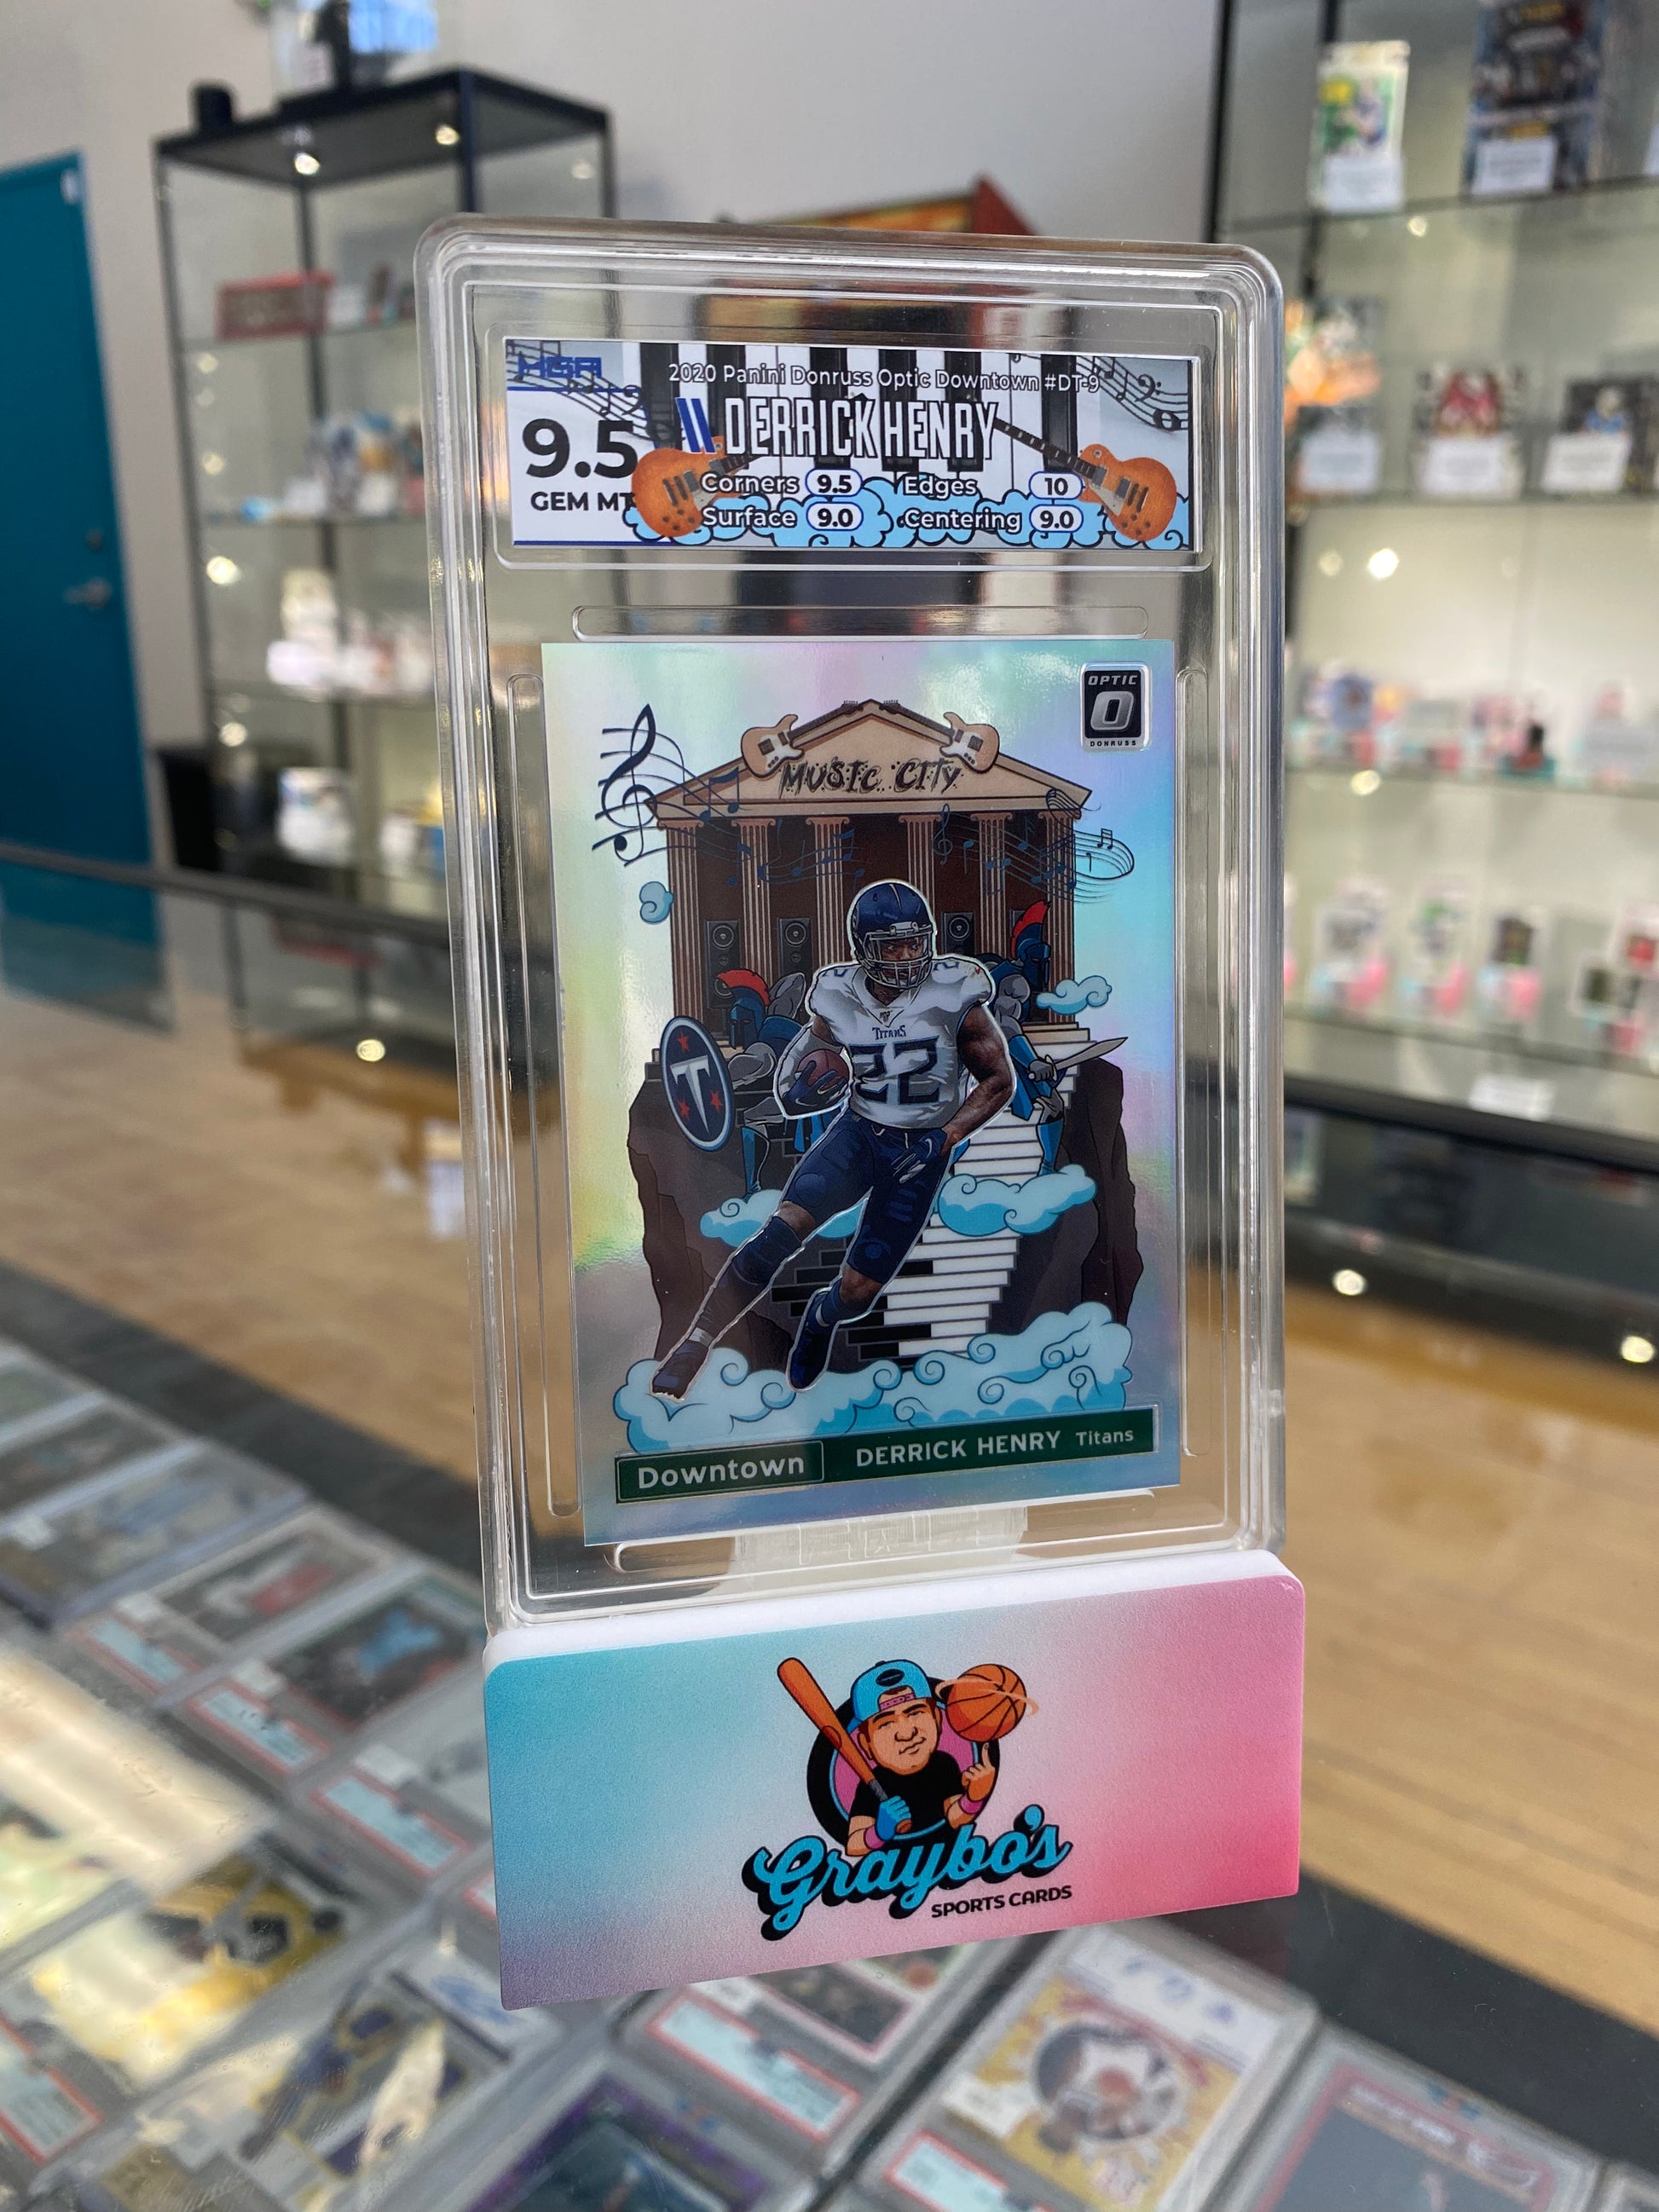 HGA
2020 Panini Donruss Optic Downtown #DT-9
DERRICK HENRY
9.5
GEM MT
Corners 9.5 Edges 10
Surface 9.0 Centering 9.0
OPTIC
O
DONRUSS
MUSIC CITY
TITANS
22
T
Downtown DERRICK HENRY Titans
Graybo's
SPORTS CARDS